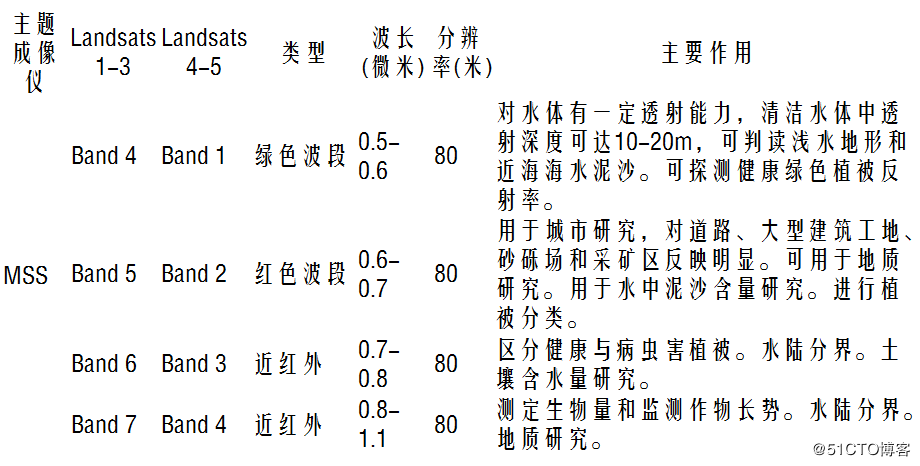 主题成像仪 Landsats 1-3 Landsats 4-5 类型 波长(微米) 分辨率(米) 主要作用
MSS
Band 4 Band 1 绿色波段 0.5-0.6 80 对水体有一定透射能力，清洁水体中透射深度可达10-20m，可判读浅水地形和近海海水泥沙。可探测健康绿色植被反射率。
Band 5 Band 2 红色波段 0.6-0.7 80 用于城市研究，对道路、大型建筑工地、砂砾场和采矿区反映明显。可用于地质研究。用于水中泥沙含量研究。进行植被分类。
Band 6 Band 3 近红外 0.7-0.8 80 区分健康与病虫害植被。水陆分界。土壤含水量研究。
Band 7 Band 4 近红外 0.8-1.1 80 测定生物量和监测作物长势。水陆分界。地质研究。
@51CTO博客